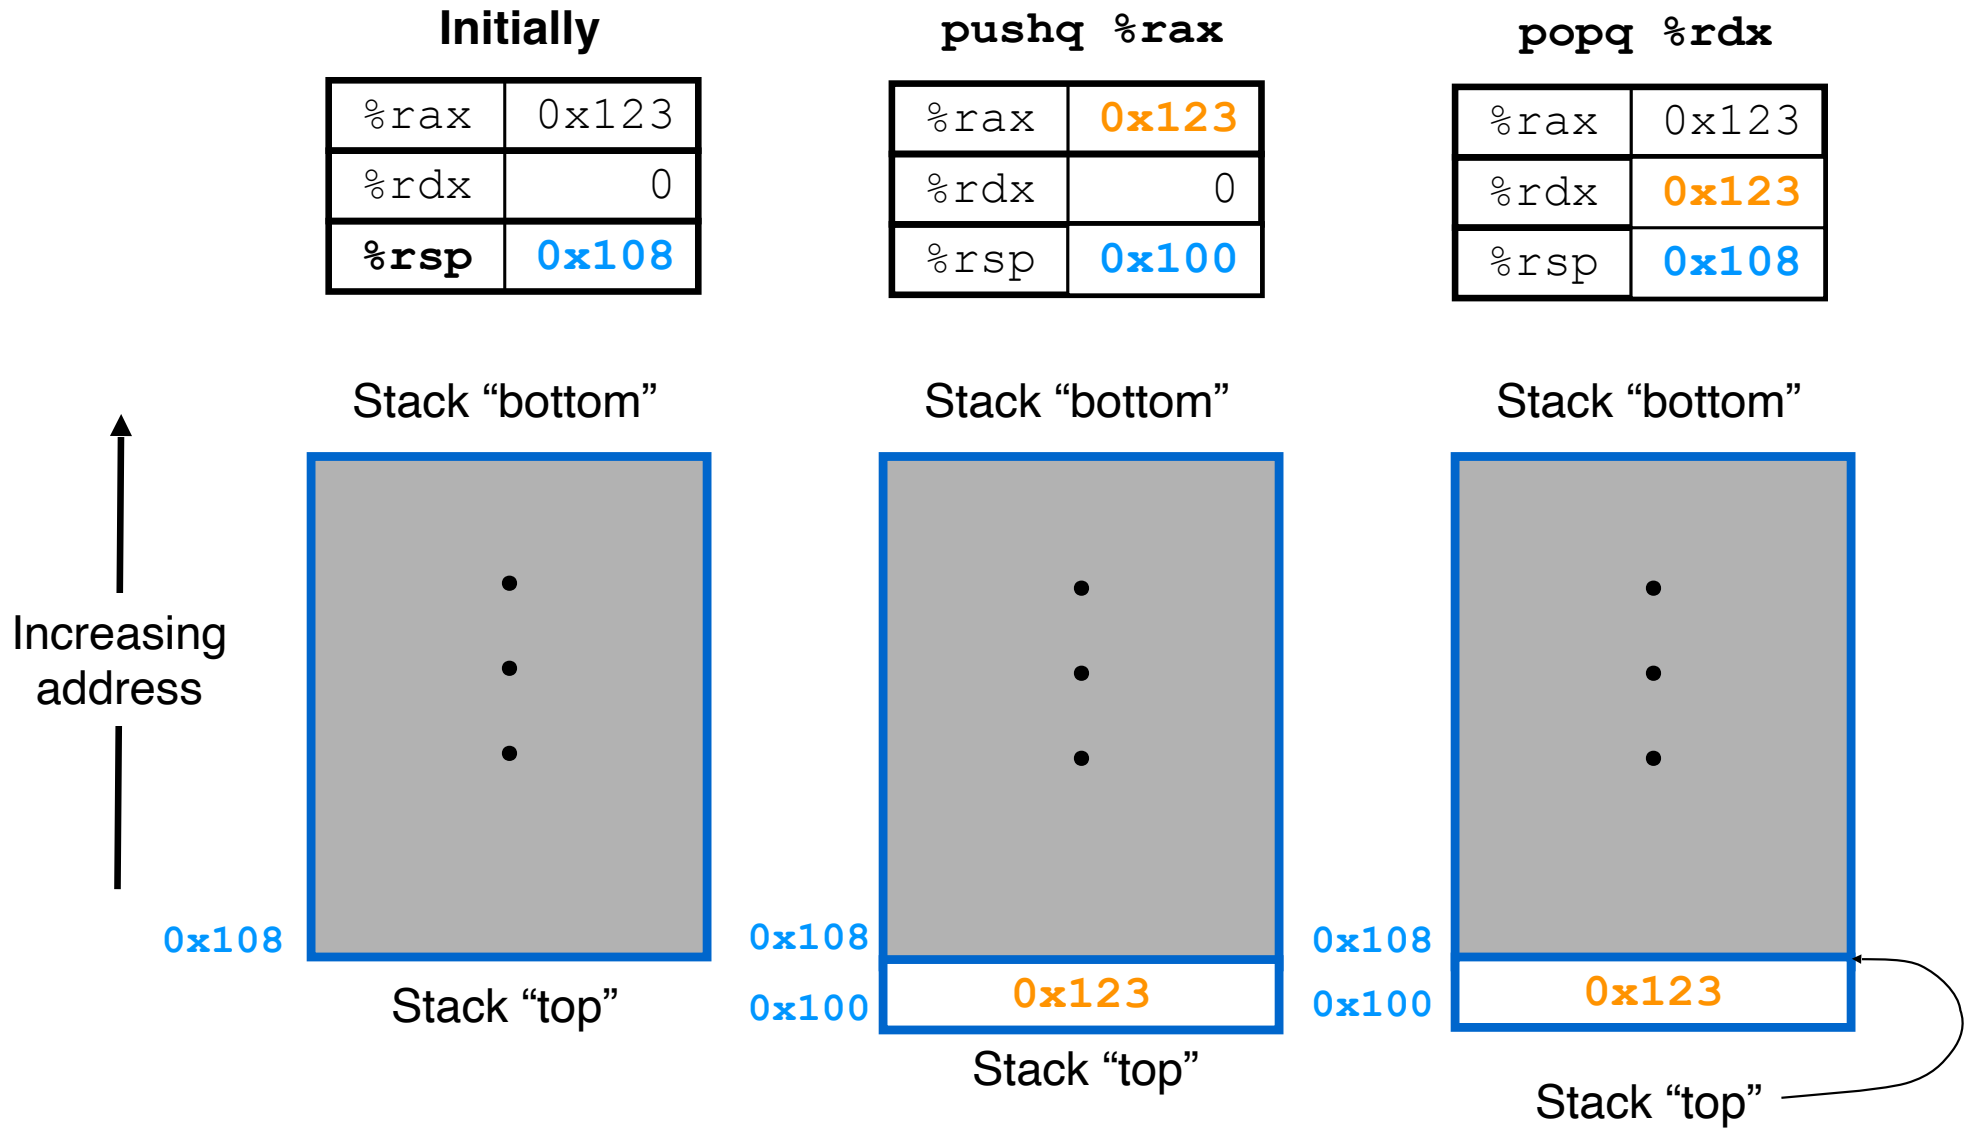 Initially
%rax 0x123
%rdx 0
%rsp 0x108
pushq %rax
%rax 0x123
%rdx 0
%rsp 0x100
popq %rdx
%rax 0x123
%rdx 0x123
%rsp 0x108
Increasing
address
Stack “bottom”
0x108
Stack “top”
Stack “bottom”
0x108
0x100
0x123
Stack “top”
Stack “bottom”
0x108
0x100
0x123
Stack “top”